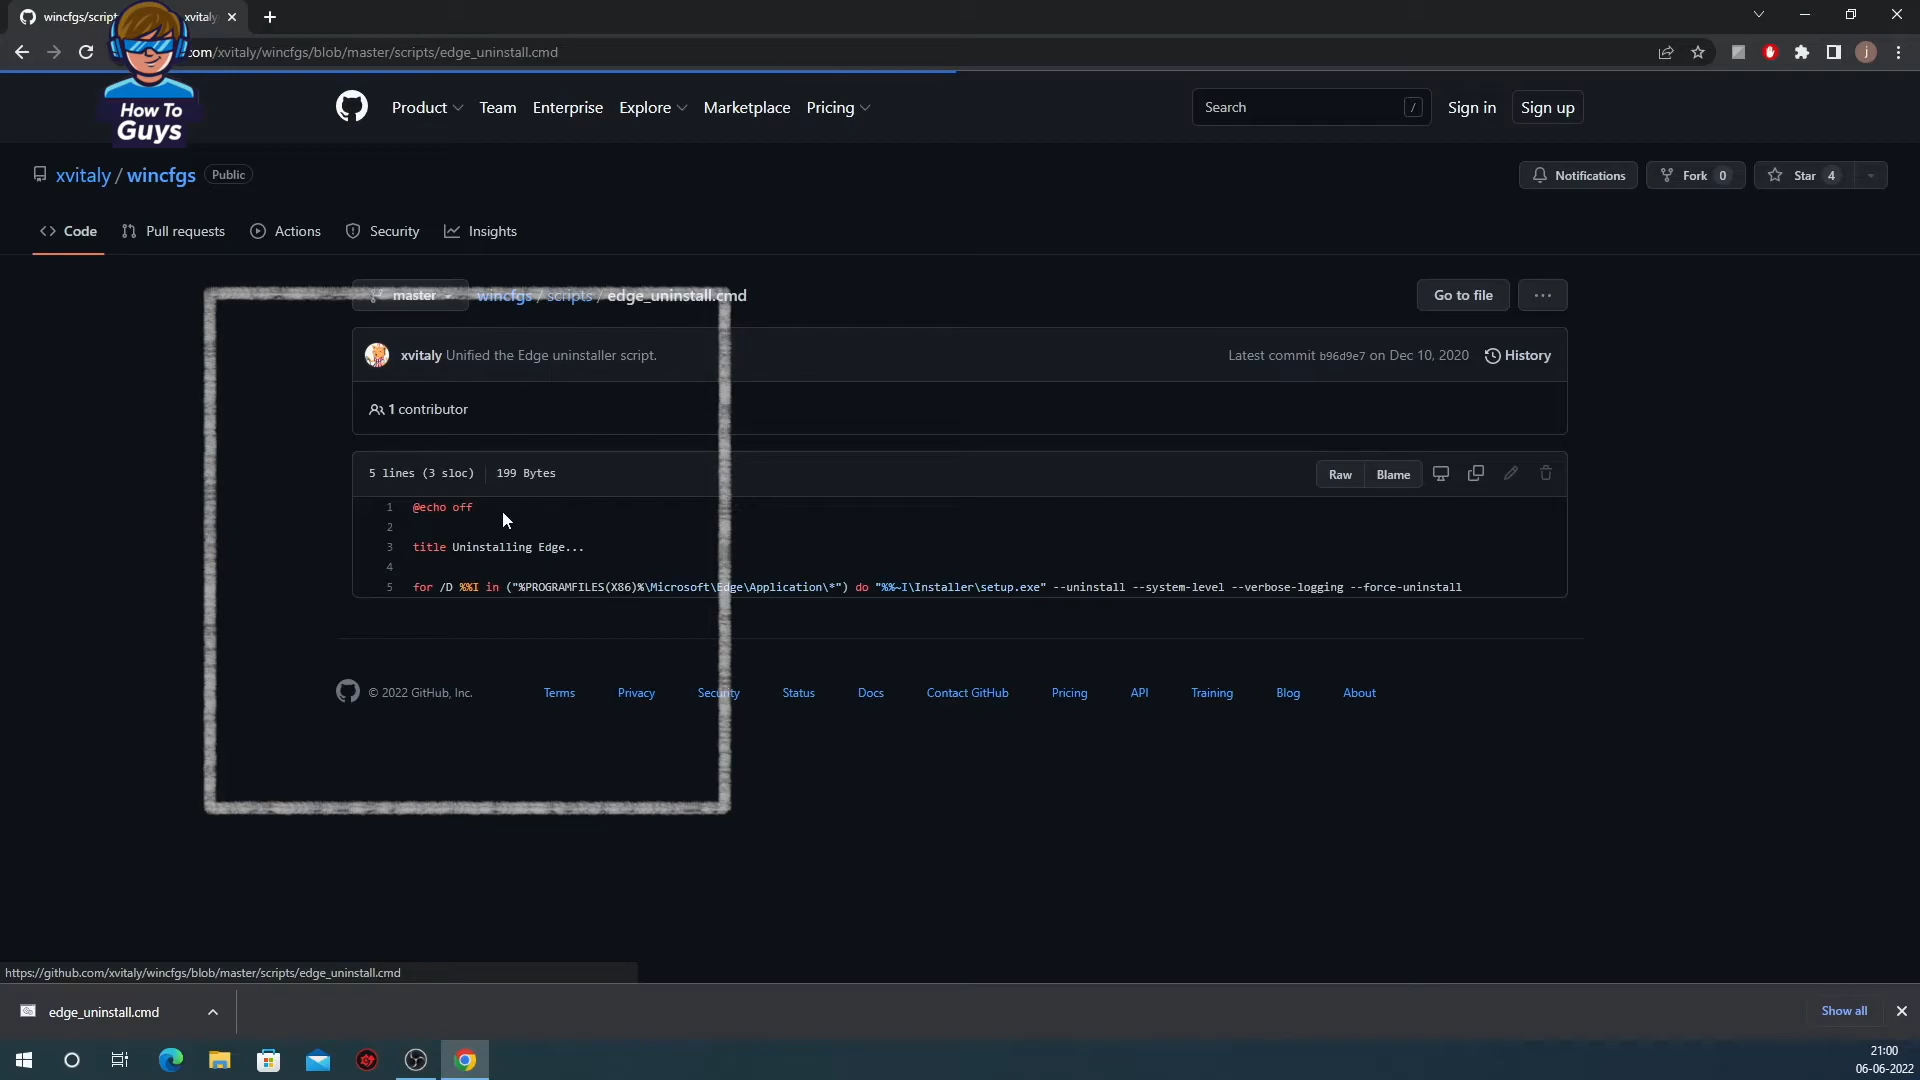 wincfgs/script xvitaly
.com/xvitaly/wincfgs/blob/master/scripts/edge_uninstall.cmd
j
How To
Guys
Product Team Enterprise Explore Marketplace Pricing
Search /
Sign in Sign up
xvitaly / wincfgs Public
Notifications Fork 0 Star 4
Code Pull requests Actions Security Insights
master wincfgs / scripts / edge_uninstall.cmd
Go to file ...
xvitaly Unified the Edge uninstaller script.
Latest commit b96d9e7 on Dec 10, 2020 History
1 contributor
5 lines (3 sloc) 199 Bytes
Raw Blame
1 @echo off
2
3 title Uninstalling Edge...
4
5 for /D %%I in ("%PROGRAMFILES(X86)%\Microsoft\Edge\Application\*") do "%%~I\Installer\setup.exe" --uninstall --system-level --verbose-logging --force-uninstall
© 2022 GitHub, Inc. Terms Privacy Security Status Docs Contact GitHub Pricing API Training Blog About
https://github.com/xvitaly/wincfgs/blob/master/scripts/edge_uninstall.cmd
edge_uninstall.cmd
Show all
21:00
06-06-2022